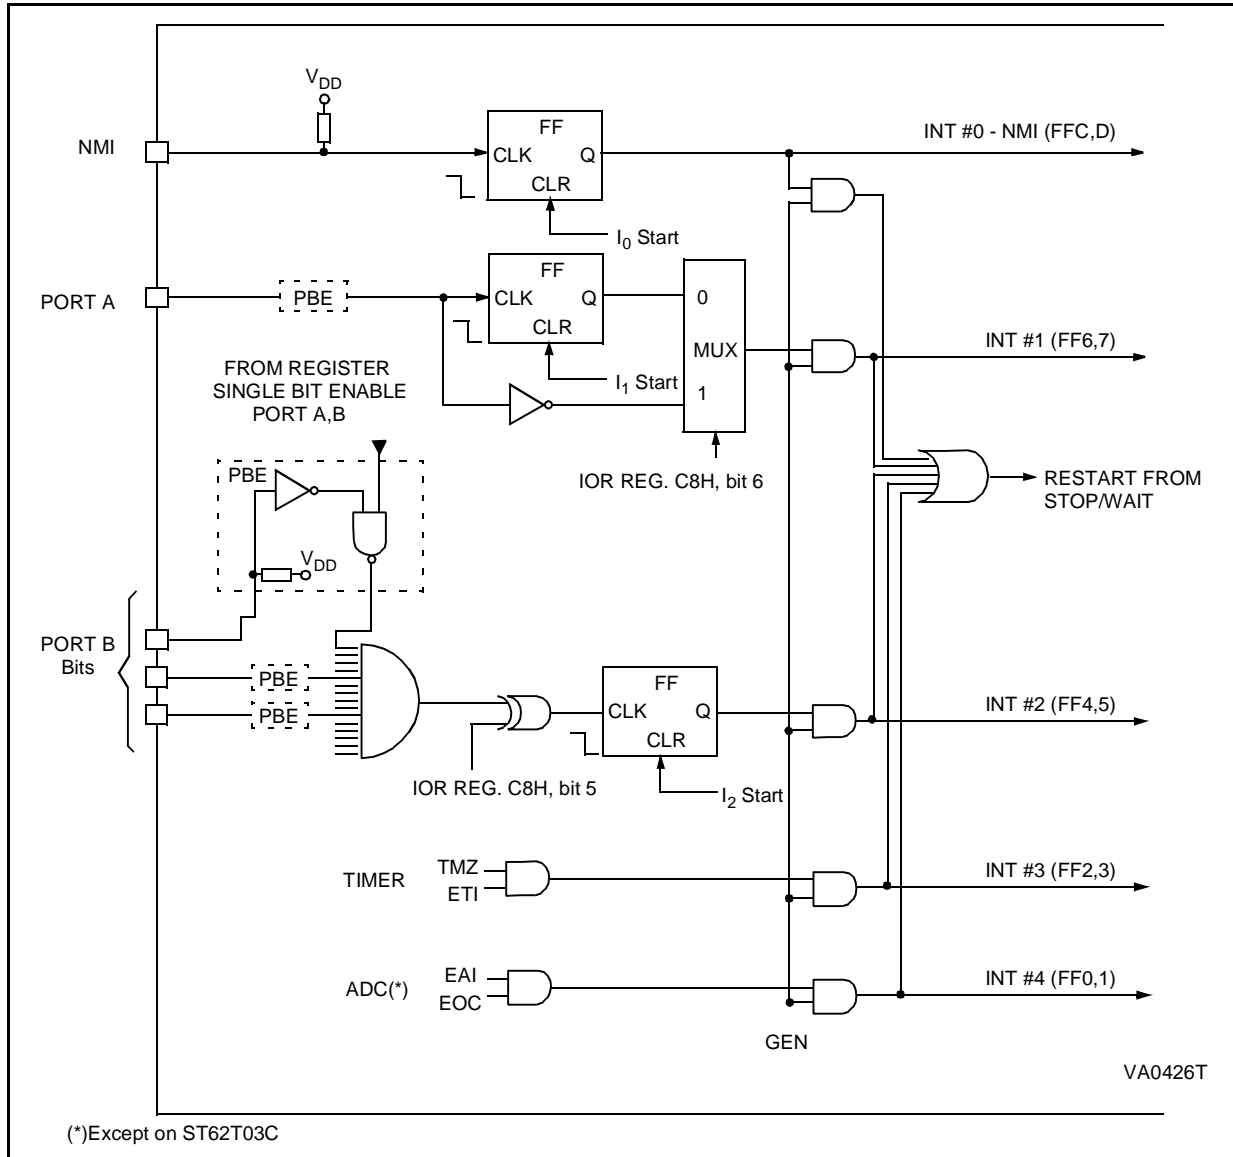 V_DD
NMI
FF
CLK Q
CLR
I_0 Start
INT #0 - NMI (FFC,D)
PORT A
PBE
FF
CLK Q
CLR
I_1 Start
0
MUX
1
INT #1 (FF6,7)
FROM REGISTER
SINGLE BIT ENABLE
PORT A,B
IOR REG. C8H, bit 6
PBE
V_DD
RESTART FROM
STOP/WAIT
PORT B
Bits
PBE
PBE
FF
CLK Q
CLR
IOR REG. C8H, bit 5
I_2 Start
INT #2 (FF4,5)
TIMER
TMZ
ETI
INT #3 (FF2,3)
ADC(*)
EAI
EOC
INT #4 (FF0,1)
GEN
VA0426T
(*)Except on ST62T03C